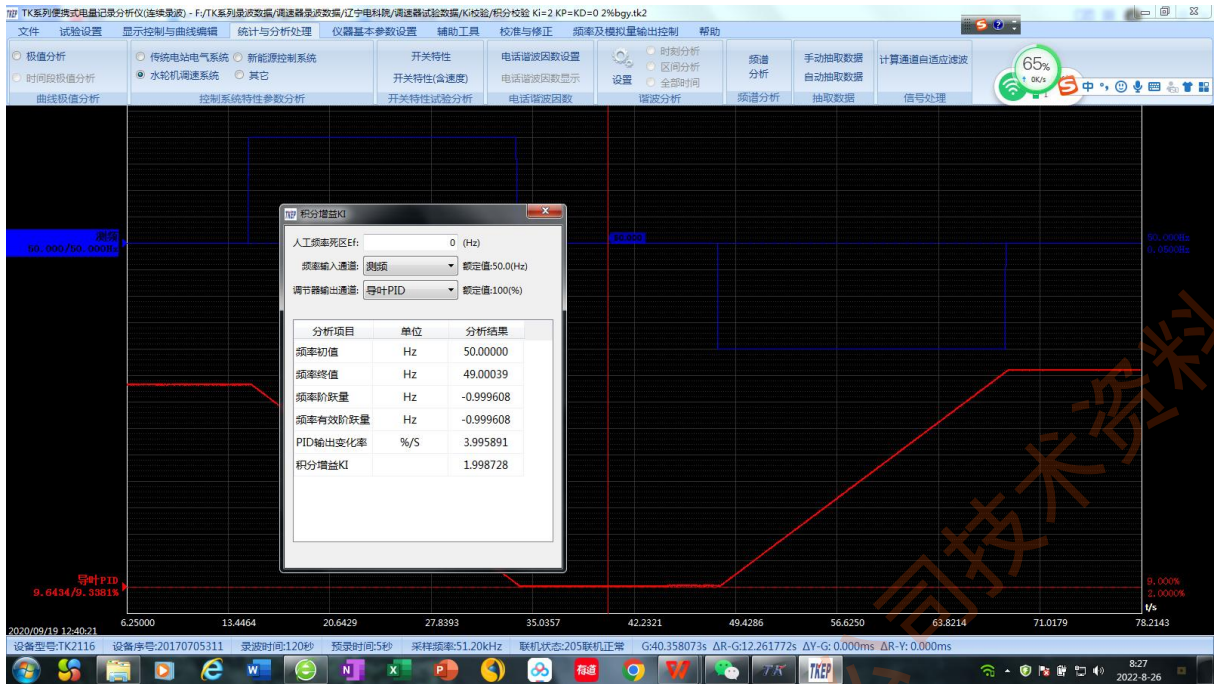 TK系列便携式电量记录分析仪(连续录波) - F:/TK系列录波数据/调速器录波数据/辽宁电科院/调速器试验数据/Ki校验/积分校验 Ki=2 KP=KD=0 2%bgy.tk2
文件 试验设置 显示控制与曲线编辑 统计与分析处理 仪器基本参数设置 辅助工具 校准与修正 频率及模拟量输出控制 帮助
极值分析 传统电站电气系统 新能源控制系统 开关特性 电话谐波因数设置 时刻分析 频谱 手动抽取数据 计算通道自适应滤波
区间分析 分析
时间段极值分析 水轮机调速系统 其它 开关特性(含速度) 电话谐波因数显示 设置 全部时间 自动抽取数据
曲线极值分析 控制系统特性参数分析 开关特性试验分析 电话谐波因数 谐波分析 频谱分析 抽取数据 信号处理
65%
0K/s
中
积分增益KI
人工频率死区Ef: 0 (Hz)
频率输入通道: 测频 额定值:50.0(Hz)
调节器输出通道: 导叶PID 额定值:100(%)
分析项目 单位 分析结果
频率初值 Hz 50.00000
频率终值 Hz 49.00039
频率阶跃量 Hz -0.999608
频率有效阶跃量 Hz -0.999608
PID输出变化率 %/S 3.995891
积分增益KI 1.998728
测频
50.000/50.000Hz
50.000
50.000Hz
0.0500Hz
导叶PID
9.6434/9.3381%
9.000%
2.0000%
t/s
6.25000 13.4464 20.6429 27.8393 35.0357 42.2321 49.4286 56.6250 63.8214 71.0179 78.2143
2020/09/19 12:40:21
设备型号:TK2116 设备序号:20170705311 录波时间:120秒 预录时间:5秒 采样频率:51.20kHz 联机状态:205联机正常 G:40.358073s ΔR-G:12.261772s ΔY-G: 0.000ms ΔR-Y: 0.000ms
有道
TK
TKEP
8:27
2022-8-26
司技术资料